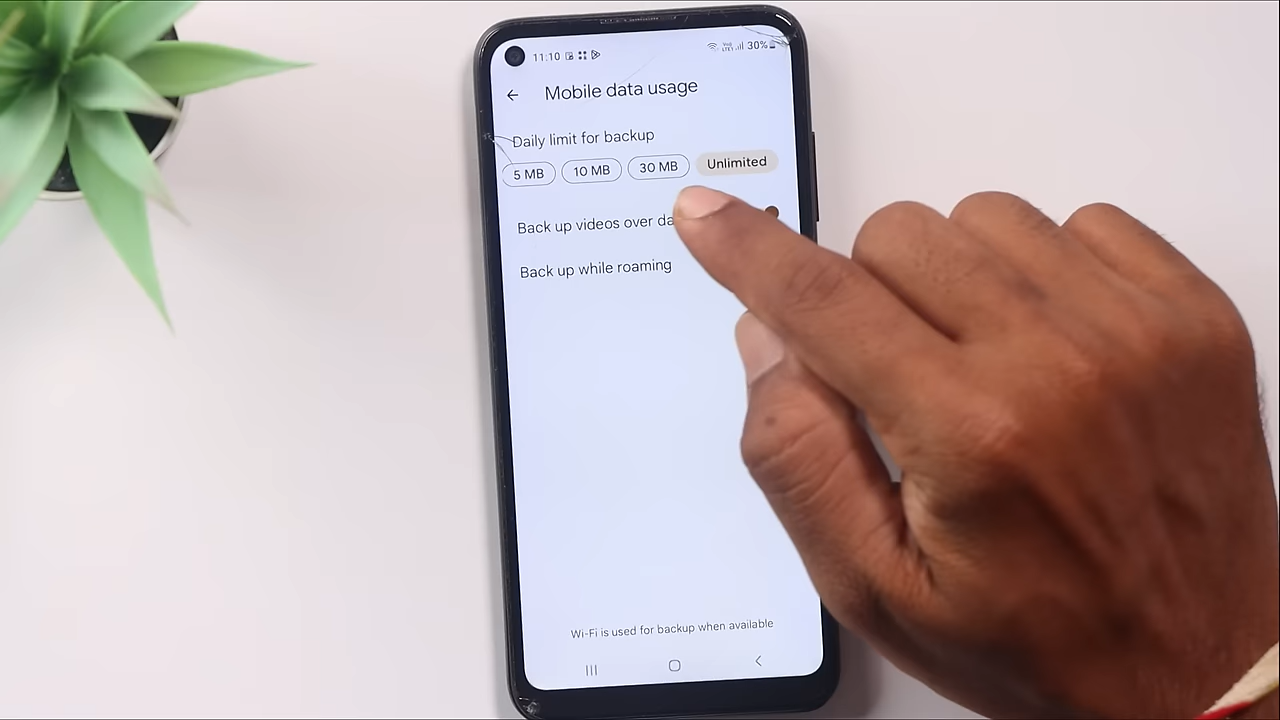 11:10
30%
Mobile data usage
Daily limit for backup
5 MB 10 MB 30 MB Unlimited
Back up videos over da
Back up while roaming
Wi-Fi is used for backup when available